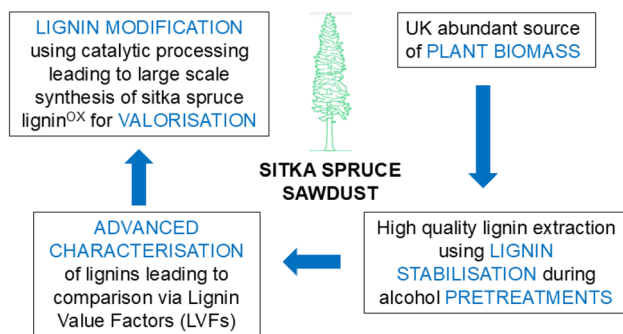 LIGNIN MODIFICATION
using catalytic processing
leading to large scale
synthesis of sitka spruce
ligninᴼˣ for VALORISATION
UK abundant source
of PLANT BIOMASS
SITKA SPRUCE
SAWDUST
ADVANCED
CHARACTERISATION
of lignins leading to
comparison via Lignin
Value Factors (LVFs)
High quality lignin extraction
using LIGNIN
STABILISATION during
alcohol PRETREATMENTS